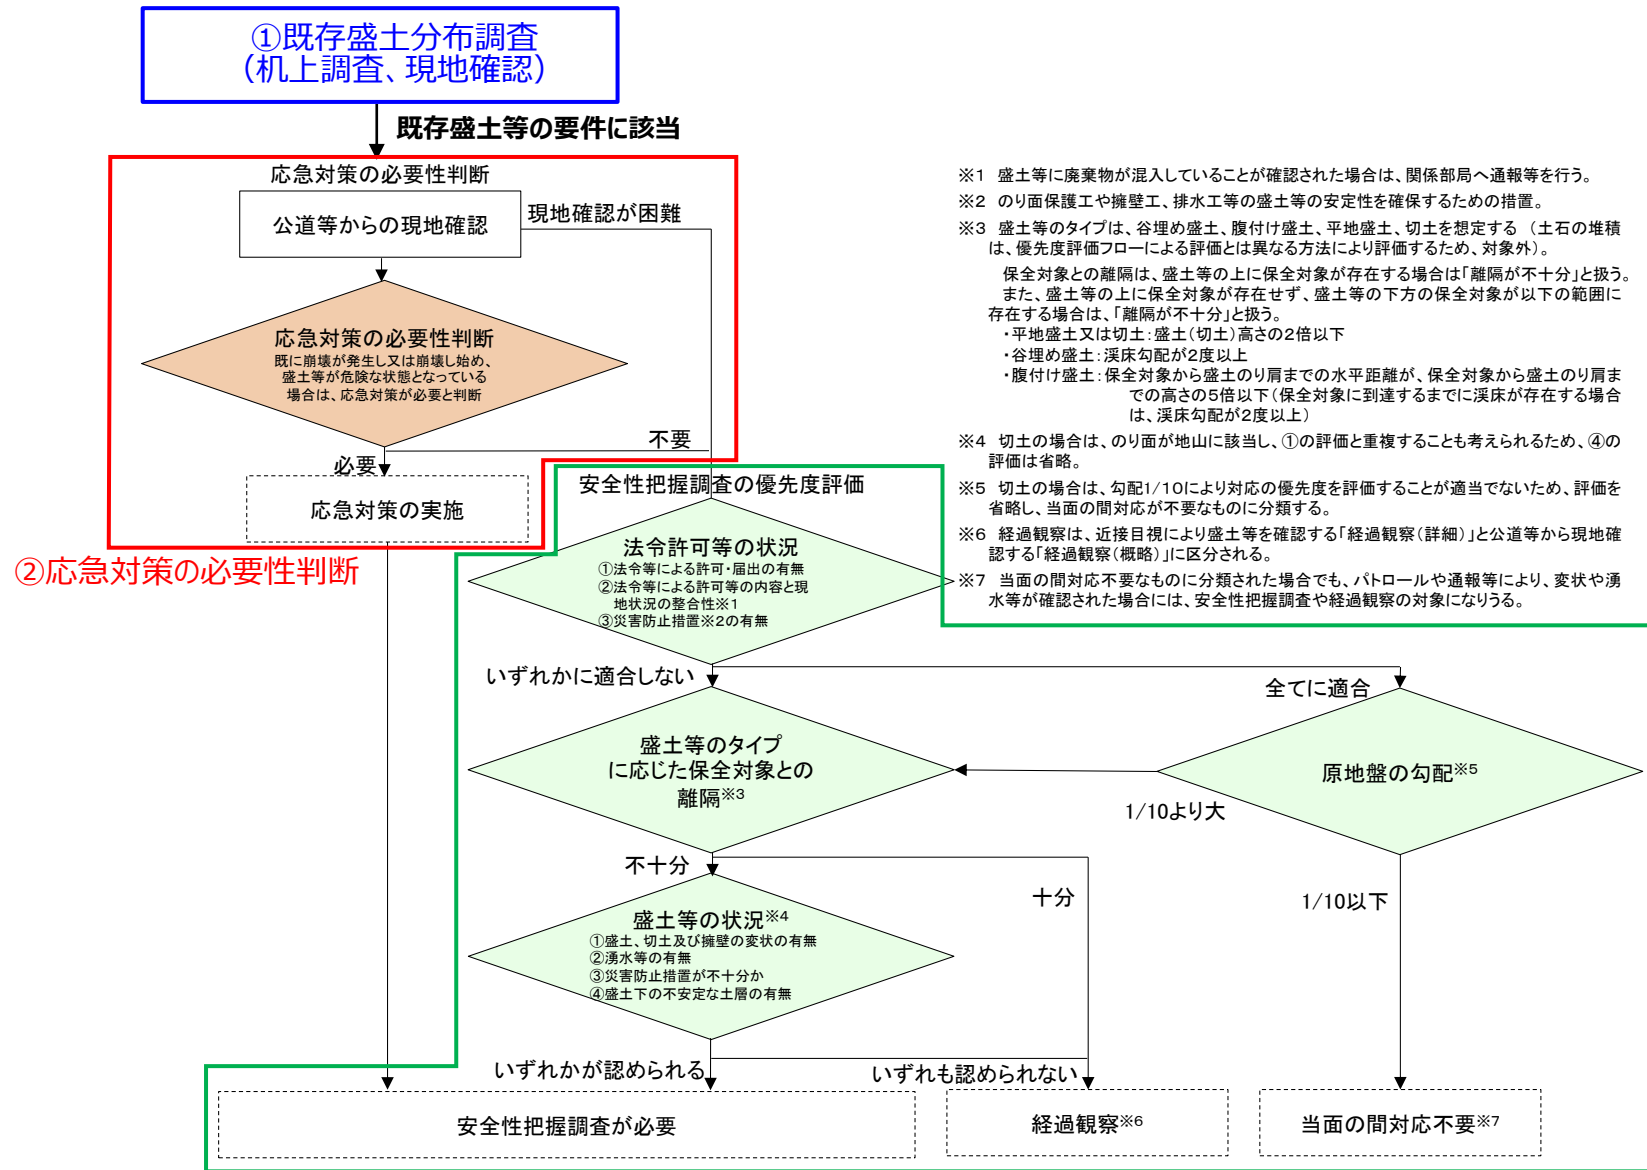 ①既存盛土分布調査
（机上調査、現地確認）
既存盛土等の要件に該当
応急対策の必要性判断
公道等からの現地確認
現地確認が困難
応急対策の必要性判断
既に崩壊が発生し又は崩壊し始め、
盛土等が危険な状態となっている
場合は、応急対策が必要と判断
不要
必要
応急対策の実施
②応急対策の必要性判断
※1 盛土等に廃棄物が混入していることが確認された場合は、関係部局へ通報等を行う。
※2 のり面保護工や擁壁工、排水工等の盛土等の安定性を確保するための措置。
※3 盛土等のタイプは、谷埋め盛土、腹付け盛土、平地盛土、切土を想定する （土石の堆積
は、優先度評価フローによる評価とは異なる方法により評価するため、対象外）。
保全対象との離隔は、盛土等の上に保全対象が存在する場合は「離隔が不十分」と扱う。
また、盛土等の上に保全対象が存在せず、盛土等の下方の保全対象が以下の範囲に
存在する場合は、「離隔が不十分」と扱う。
・平地盛土又は切土：盛土（切土）高さの2倍以下
・谷埋め盛土：渓床勾配が2度以上
・腹付け盛土：保全対象から盛土のり肩までの水平距離が、保全対象から盛土のり肩ま
での高さの5倍以下（保全対象に到達するまでに渓床が存在する場合
は、渓床勾配が2度以上）
※4 切土の場合は、のり面が地山に該当し、①の評価と重複することも考えられるため、④の
評価は省略。
※5 切土の場合は、勾配1/10により対応の優先度を評価することが適当でないため、評価を
省略し、当面の間対応が不要なものに分類する。
※6 経過観察は、近接目視により盛土等を確認する「経過観察（詳細）」と公道等から現地確
認する「経過観察（概略）」に区分される。
※7 当面の間対応不要なものに分類された場合でも、パトロールや通報等により、変状や湧
水等が確認された場合には、安全性把握調査や経過観察の対象になりうる。
安全性把握調査の優先度評価
法令許可等の状況
①法令等による許可・届出の有無
②法令等による許可等の内容と現
地状況の整合性※1
③災害防止措置※2の有無
いずれかに適合しない
全てに適合
盛土等のタイプ
に応じた保全対象との
離隔※3
原地盤の勾配※5
1/10より大
不十分
十分
1/10以下
盛土等の状況※4
①盛土、切土及び擁壁の変状の有無
②湧水等の有無
③災害防止措置が不十分か
④盛土下の不安定な土層の有無
いずれかが認められる
いずれも認められない
安全性把握調査が必要
経過観察※6
当面の間対応不要※7